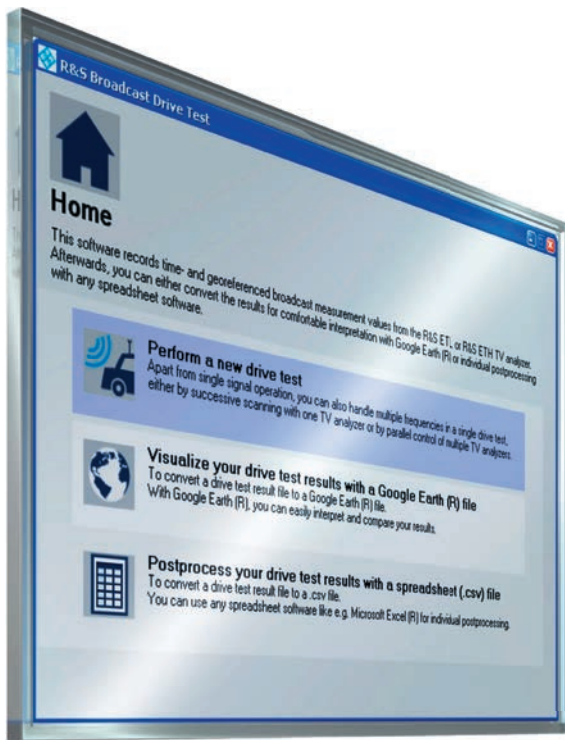 R&S Broadcast Drive Test
Home
This software records time- and georeferenced broadcast measurement values from the R&S ETL or R&S ETH TV analyzer.
Afterwards, you can either convert the results for comfortable interpretation with Google Earth (R) or individual postprocessing
with any spreadsheet software.
Perform a new drive test
Apart from single signal operation, you can also handle multiple frequencies in a single drive test,
either by successive scanning with one TV analyzer or by parallel control of multiple TV analyzers.
Visualize your drive test results with a Google Earth (R) file
To convert a drive test result file to a Google Earth (R) file.
With Google Earth (R), you can easily interpret and compare your results.
Postprocess your drive test results with a spreadsheet (.csv) file
To convert a drive test result file to a .csv file.
You can use any spreadsheet software like e.g. Microsoft Excel (R) for individual postprocessing.